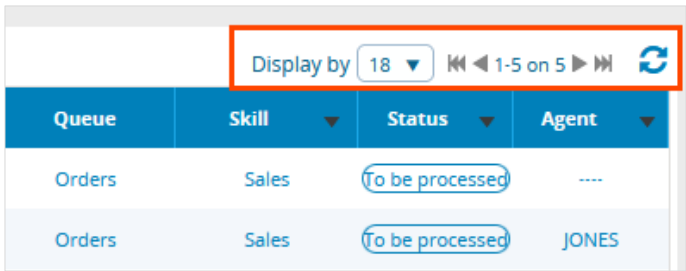 Display by 18 1-5 on 5
Queue Skill Status Agent
Orders Sales To be processed ----
Orders Sales To be processed JONES